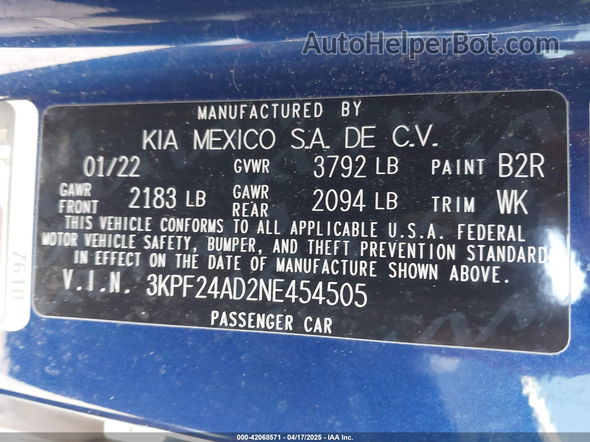 AutoHelperBot.com
MANUFACTURED BY
KIA MEXICO S.A. DE C.V.
01/22 GVWR 3792 LB PAINT B2R
GAWR FRONT 2183 LB GAWR REAR 2094 LB TRIM WK
THIS VEHICLE CONFORMS TO ALL APPLICABLE U.S.A. FEDERAL
MOTOR VEHICLE SAFETY, BUMPER, AND THEFT PREVENTION STANDARDS
IN EFFECT ON THE DATE OF MANUFACTURE SHOWN ABOVE.
V.I.N. 3KPF24AD2NE454505
PASSENGER CAR
7610
000-42068571 - 04/17/2025 - IAA Inc.